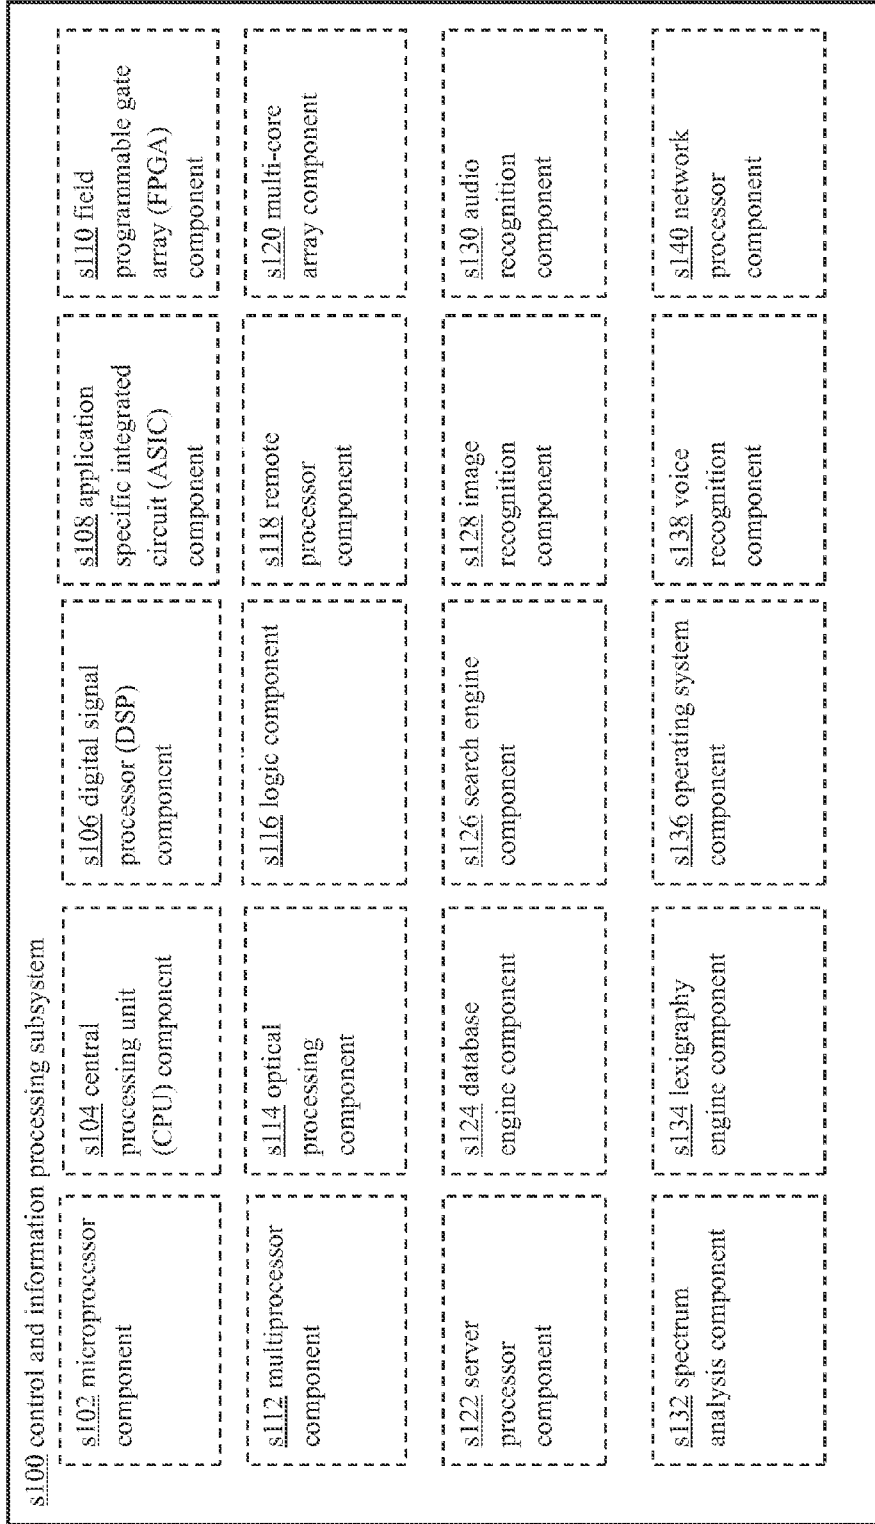 s100 control and information processing subsystem
s102 microprocessor
component
s104 central
processing unit
(CPU) component
s106 digital signal
processor (DSP)
component
s108 application
specific integrated
circuit (ASIC)
component
s110 field
programmable gate
array (FPGA)
component
s112 multiprocessor
component
s114 optical
processing
component
s116 logic component
s118 remote
processor
component
s120 multi-core
array component
s122 server
processor
component
s124 database
engine component
s126 search engine
component
s128 image
recognition
component
s130 audio
recognition
component
s132 spectrum
analysis component
s134 lexigraphy
engine component
s136 operating system
component
s138 voice
recognition
component
s140 network
processor
component